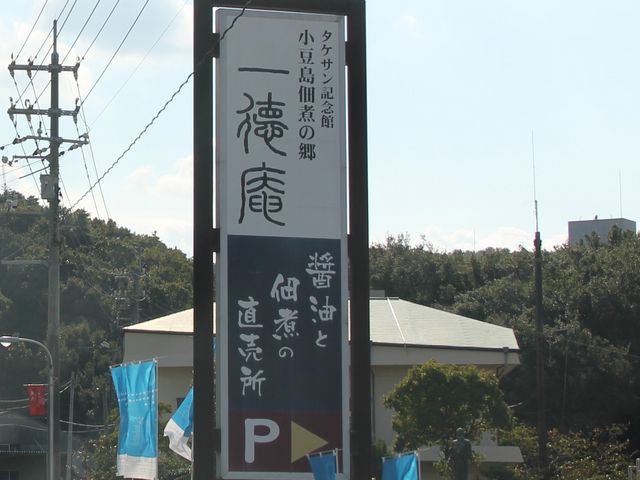 タケサン記念館
小豆島佃煮の郷
一徳庵
醤油と
佃煮の
直売所
P